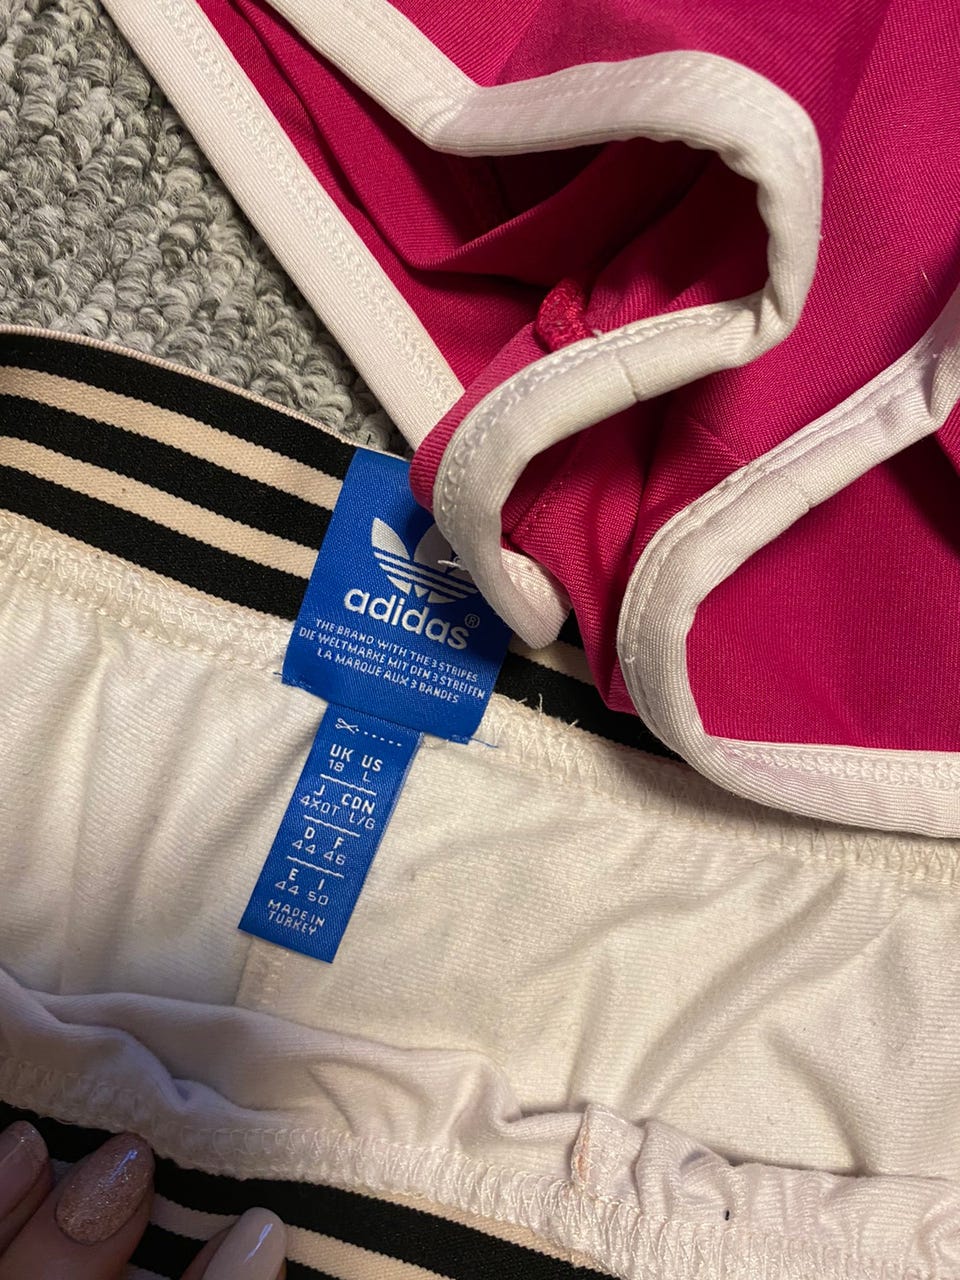 adidas®
THE BRAND WITH THE 3 STRIPES
DIE WELTMARKE MIT DEN 3 STREIFEN
LA MARQUE AUX 3 BANDES
UK US
18 L
J CDN
4XOT L/G
D F
44 46
E I
44 50
MADE IN
TURKEY